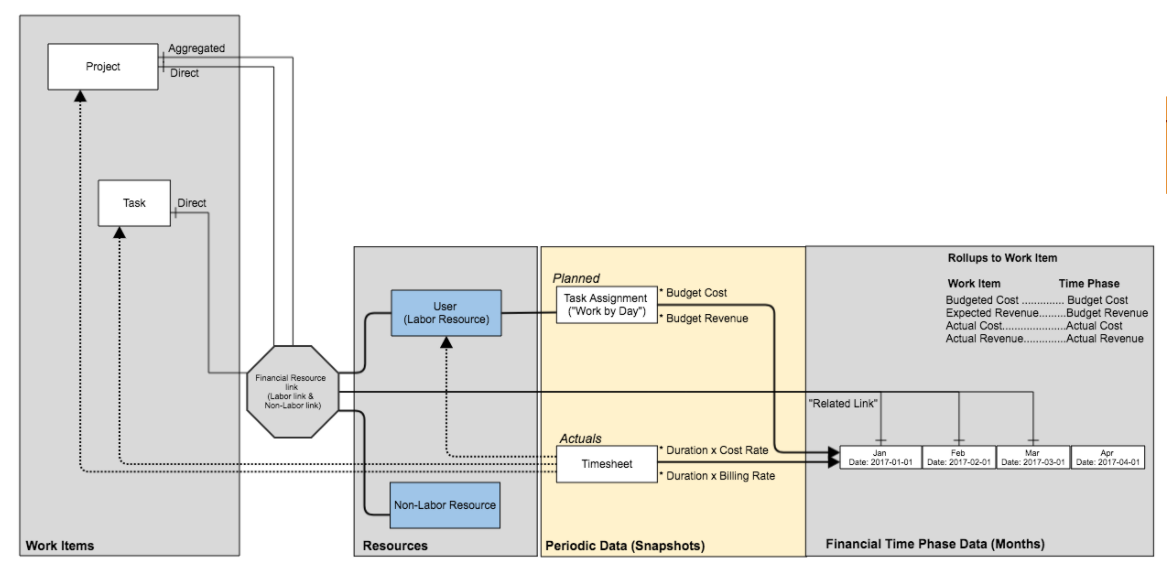 Aggregated
Project
Direct
Task
Direct
Work Items
Financial Resource
link
(Labor link &
Non-Labor link)
User
(Labor Resource)
Non-Labor Resource
Resources
Planned
Task Assignment
("Work by Day")
* Budget Cost
* Budget Revenue
Actuals
Timesheet
* Duration x Cost Rate
* Duration x Billing Rate
Periodic Data (Snapshots)
Rollups to Work Item
Work Item Time Phase
Budgeted Cost ............. Budget Cost
Expected Revenue........Budget Revenue
Actual Cost....................Actual Cost
Actual Revenue.............Actual Revenue
"Related Link"
Jan
Date: 2017-01-01
Feb
Date: 2017-02-01
Mar
Date: 2017-03-01
Apr
Date: 2017-04-01
Financial Time Phase Data (Months)